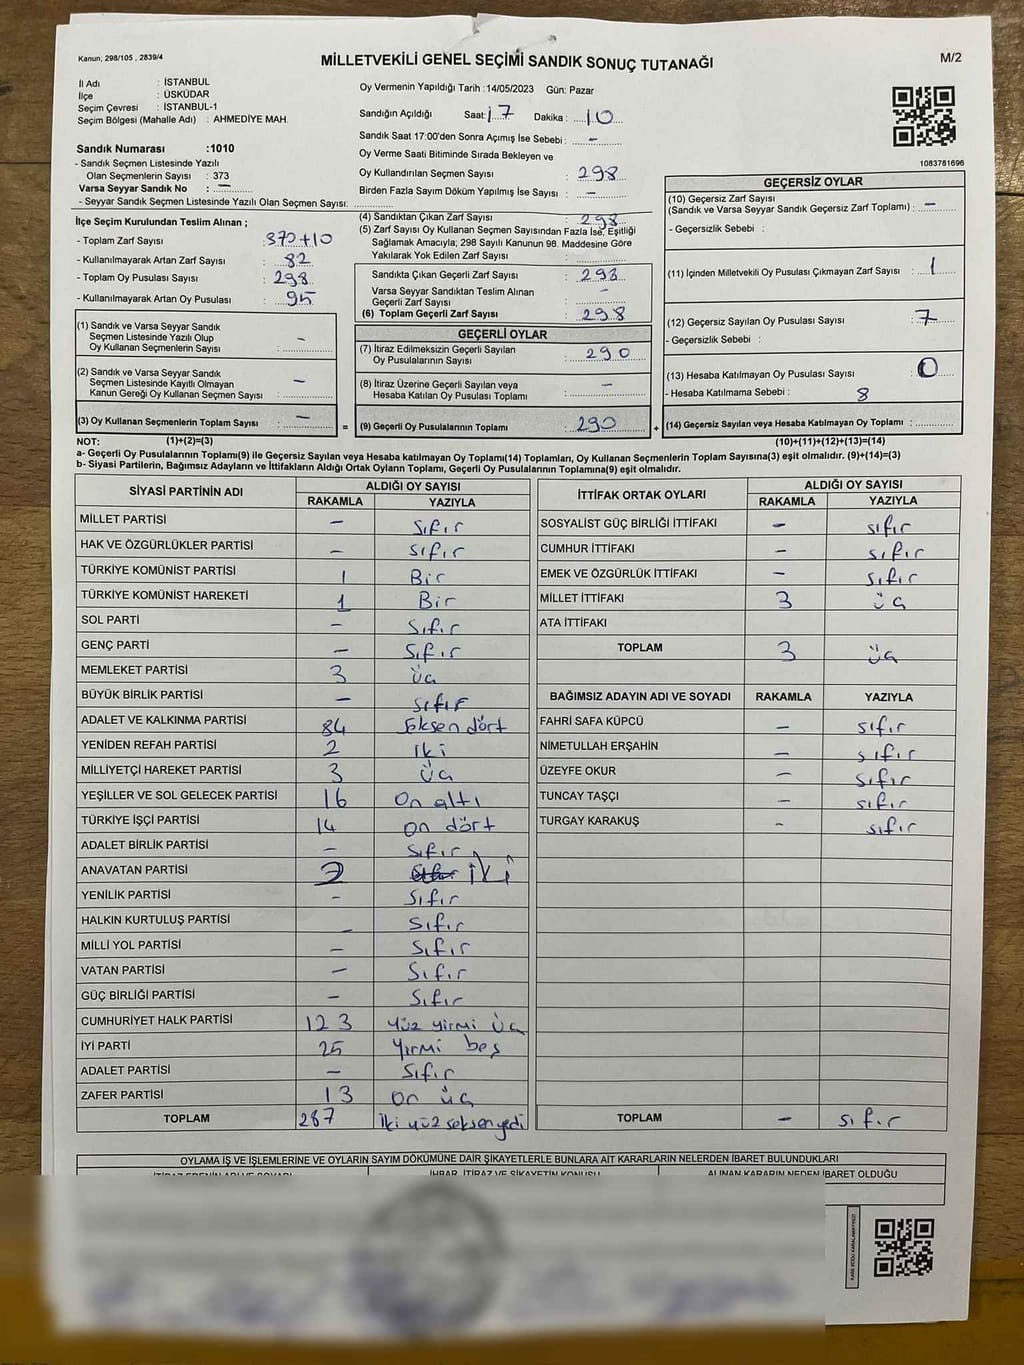 Kanun, 298/105 , 2839/4
MİLLETVEKİLİ GENEL SEÇİMİ SANDIK SONUÇ TUTANAĞI
M/2
İl Adı : İSTANBUL
İlçe : ÜSKÜDAR
Seçim Çevresi : İSTANBUL-1
Seçim Bölgesi (Mahalle Adı) : AHMEDİYE MAH.
Sandık Numarası :1010
- Sandık Seçmen Listesinde Yazılı
Olan Seçmenlerin Sayısı : 373
Varsa Seyyar Sandık No : -
- Seyyar Sandık Seçmen Listesinde Yazılı Olan Seçmen Sayısı:
Oy Vermenin Yapıldığı Tarih :14/05/2023 Gün: Pazar
Sandığın Açıldığı Saat: 17 Dakika : 10
Sandık Saat 17:00'den Sonra Açımış İse Sebebi : -
Oy Verme Saati Bitiminde Sırada Bekleyen ve
Oy Kullandırılan Seçmen Sayısı : 298
Birden Fazla Sayım Döküm Yapılmış İse Sayısı : -
1083781696
İlçe Seçim Kurulundan Teslim Alınan ;
- Toplam Zarf Sayısı : 370+10
- Kullanılmayarak Artan Zarf Sayısı : 82
- Toplam Oy Pusulası Sayısı : 298
- Kullanılmayarak Artan Oy Pusulası : 95
(1) Sandık ve Varsa Seyyar Sandık
Seçmen Listesinde Yazılı Olup
Oy Kullanan Seçmenlerin Sayısı : -
(2) Sandık ve Varsa Seyyar Sandık
Seçmen Listesinde Kayıtlı Olmayan
Kanun Gereği Oy Kullanan Seçmen Sayısı : -
(3) Oy Kullanan Seçmenlerin Toplam Sayısı : -
=
(4) Sandıktan Çıkan Zarf Sayısı : 298
(5) Zarf Sayısı Oy Kullanan Seçmen Sayısından Fazla İse, Eşitliği
Sağlamak Amacıyla; 298 Sayılı Kanunun 98. Maddesine Göre
Yakılarak Yok Edilen Zarf Sayısı :
Sandıkta Çıkan Geçerli Zarf Sayısı : 298
Varsa Seyyar Sandıktan Teslim Alınan
Geçerli Zarf Sayısı : -
(6) Toplam Geçerli Zarf Sayısı : 298
GEÇERLİ OYLAR
(7) İtiraz Edilmeksizin Geçerli Sayılan
Oy Pusulalarının Sayısı : 290
(8) İtiraz Üzerine Geçerli Sayılan veya
Hesaba Katılan Oy Pusulası Toplamı : -
(9) Geçerli Oy Pusulalarının Toplamı : 290
+
GEÇERSİZ OYLAR
(10) Geçersiz Zarf Sayısı
(Sandık ve Varsa Seyyar Sandık Geçersiz Zarf Toplamı) : -
- Geçersizlik Sebebi :
(11) İçinden Milletvekili Oy Pusulası Çıkmayan Zarf Sayısı : 1
(12) Geçersiz Sayılan Oy Pusulası Sayısı : 7
- Geçersizlik Sebebi :
(13) Hesaba Katılmayan Oy Pusulası Sayısı : 0
- Hesaba Katılmama Sebebi : 8
(14) Geçersiz Sayılan veya Hesaba Katılmayan Oy Toplamı :
NOT: (1)+(2)=(3) (10)+(11)+(12)+(13)=(14)
a- Geçerli Oy Pusulalarının Toplamı(9) ile Geçersiz Sayılan veya Hesaba Katılmayan Oy Toplamı(14) Toplamları, Oy Kullanan Seçmenlerin Toplam Sayısına(3) eşit olmalıdır. (9)+(14)=(3)
b- Siyasi Partilerin, Bağımsız Adayların ve İttifakların Aldığı Ortak Oyların Toplamı, Geçerli Oy Pusulalarının Toplamına(9) eşit olmalıdır.
SİYASİ PARTİNİN ADI ALDIĞI OY SAYISI
RAKAMLA YAZIYLA
MİLLET PARTİSİ - sıfır
HAK VE ÖZGÜRLÜKLER PARTİSİ - sıfır
TÜRKİYE KOMÜNİST PARTİSİ 1 Bir
TÜRKİYE KOMÜNİST HAREKETİ 1 Bir
SOL PARTİ - Sıfır
GENÇ PARTİ - Sıfır
MEMLEKET PARTİSİ 3 üç
BÜYÜK BİRLİK PARTİSİ - sıfır
ADALET VE KALKINMA PARTİSİ 84 seksen dört
YENİDEN REFAH PARTİSİ 2 iki
MİLLİYETÇİ HAREKET PARTİSİ 3 üç
YEŞİLLER VE SOL GELECEK PARTİSİ 16 On altı
TÜRKİYE İŞÇİ PARTİSİ 14 on dört
ADALET BİRLİK PARTİSİ - Sıfır
ANAVATAN PARTİSİ 2 iki
YENİLİK PARTİSİ - Sıfır
HALKIN KURTULUŞ PARTİSİ - Sıfır
MİLLİ YOL PARTİSİ - Sıfır
VATAN PARTİSİ - Sıfır
GÜÇ BİRLİĞİ PARTİSİ - Sıfır
CUMHURİYET HALK PARTİSİ 123 yüz yirmi üç
İYİ PARTİ 25 yirmi beş
ADALET PARTİSİ - Sıfır
ZAFER PARTİSİ 13 on üç
TOPLAM 287 iki yüz seksen yedi
İTTİFAK ORTAK OYLARI ALDIĞI OY SAYISI
RAKAMLA YAZIYLA
SOSYALİST GÜÇ BİRLİĞİ İTTİFAKI - sıfır
CUMHUR İTTİFAKI - sıfır
EMEK VE ÖZGÜRLÜK İTTİFAKI - sıfır
MİLLET İTTİFAKI 3 üç
ATA İTTİFAKI
TOPLAM 3 üç
BAĞIMSIZ ADAYIN ADI VE SOYADI RAKAMLA YAZIYLA
FAHRİ SAFA KÜPCÜ - sıfır
NİMETULLAH ERŞAHİN - sıfır
ÜZEYFE OKUR - sıfır
TUNCAY TAŞÇI - sıfır
TURGAY KARAKUŞ - sıfır
TOPLAM - sıfır
OYLAMA İŞ VE İŞLEMLERİNE VE OYLARIN SAYIM DÖKÜMÜNE DAİR ŞİKAYETLERLE BUNLARA AİT KARARLARIN NELERDEN İBARET BULUNDUKLARI
İTİRAZ EDENİN ADI VE SOYADI İHBAR, İTİRAZ VE ŞİKAYETİN KONUSU ALINAN KARARIN NEDEN İBARET OLDUĞU
KARE KODU KARALAMAYINIZ!